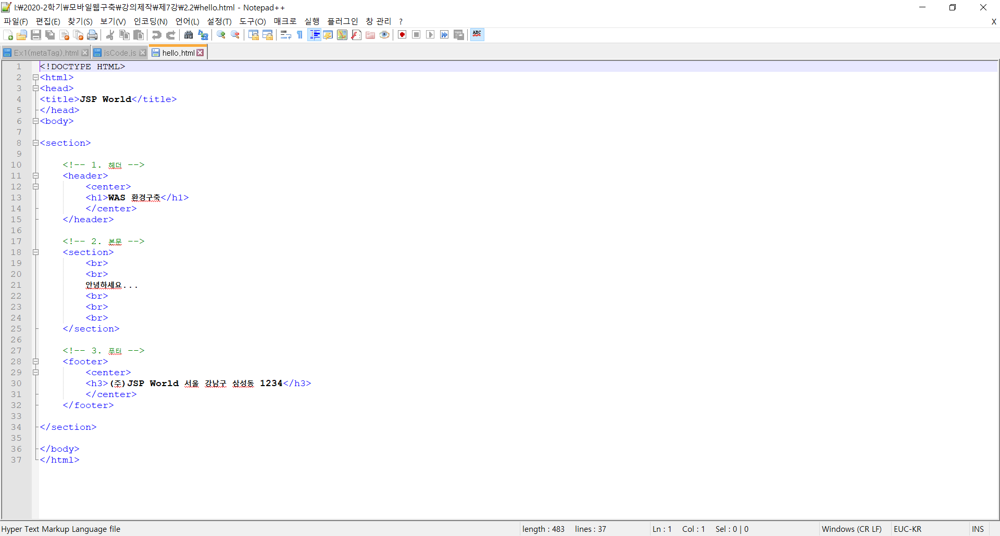 I:\2020-2학기\모바일웹구축\강의제작\제7강\2.2\hello.html - Notepad++
파일(F) 편집(E) 찾기(S) 보기(V) 인코딩(N) 언어(L) 설정(T) 도구(O) 매크로 실행 플러그인 창 관리 ? X
ABC
Ex1(metaTag).html jsCode.js hello.html
1 <!DOCTYPE HTML>
2 <html>
3 <head>
4 <title>JSP World</title>
5 </head>
6 <body>
7
8 <section>
9
10 <!-- 1. 헤더 -->
11 <header>
12 <center>
13 <h1>WAS 환경구축</h1>
14 </center>
15 </header>
16
17 <!-- 2. 본문 -->
18 <section>
19 <br>
20 <br>
21 안녕하세요...
22 <br>
23 <br>
24 <br>
25 </section>
26
27 <!-- 3. 푸터 -->
28 <footer>
29 <center>
30 <h3>(주)JSP World 서울 강남구 삼성동 1234</h3>
31 </center>
32 </footer>
33
34 </section>
35
36 </body>
37 </html>
Hyper Text Markup Language file length : 483 lines : 37 Ln : 1 Col : 1 Sel : 0 | 0 Windows (CR LF) EUC-KR INS